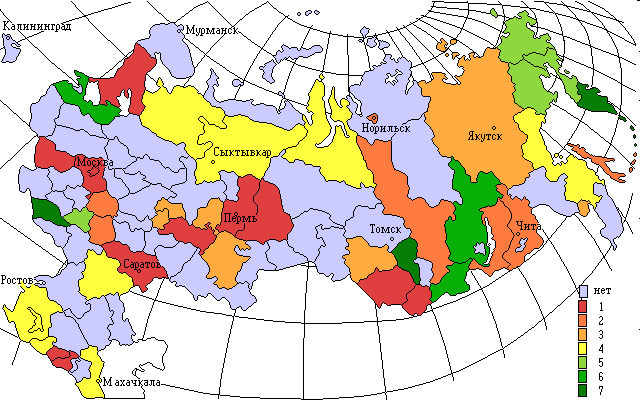 Калининград
Мурманск
Норильск
Якутск
Сыктывкар
Москва
Пермь
Томск
Чита
Саратов
Ростов
Махачкала
нет
1
2
3
4
5
6
7